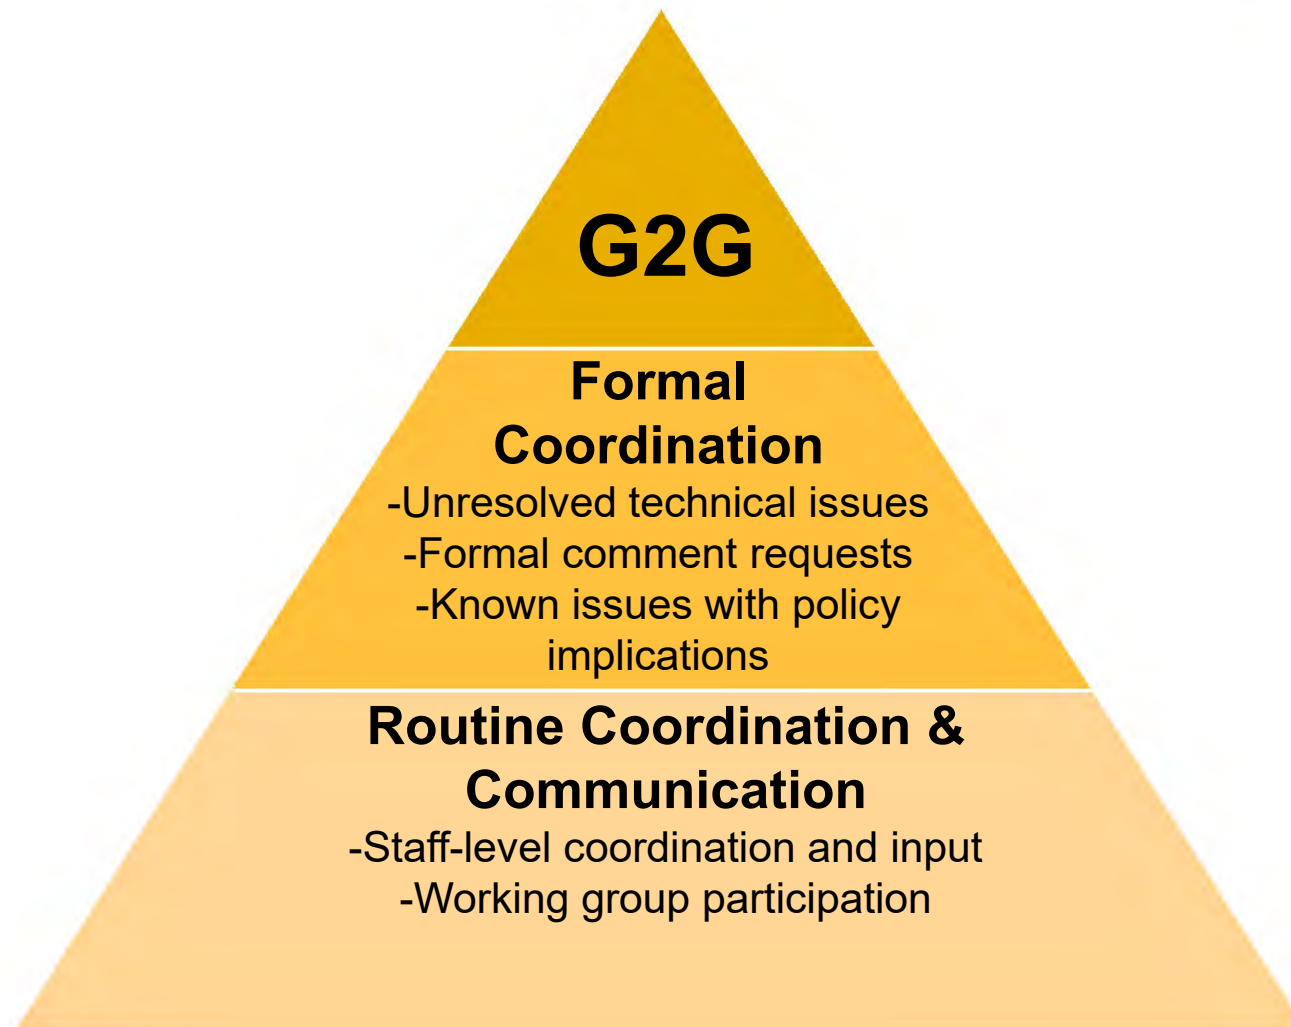 G2G
Formal
Coordination
-Unresolved technical issues
-Formal comment requests
-Known issues with policy
implications
Routine Coordination &
Communication
-Staff-level coordination and input
-Working group participation